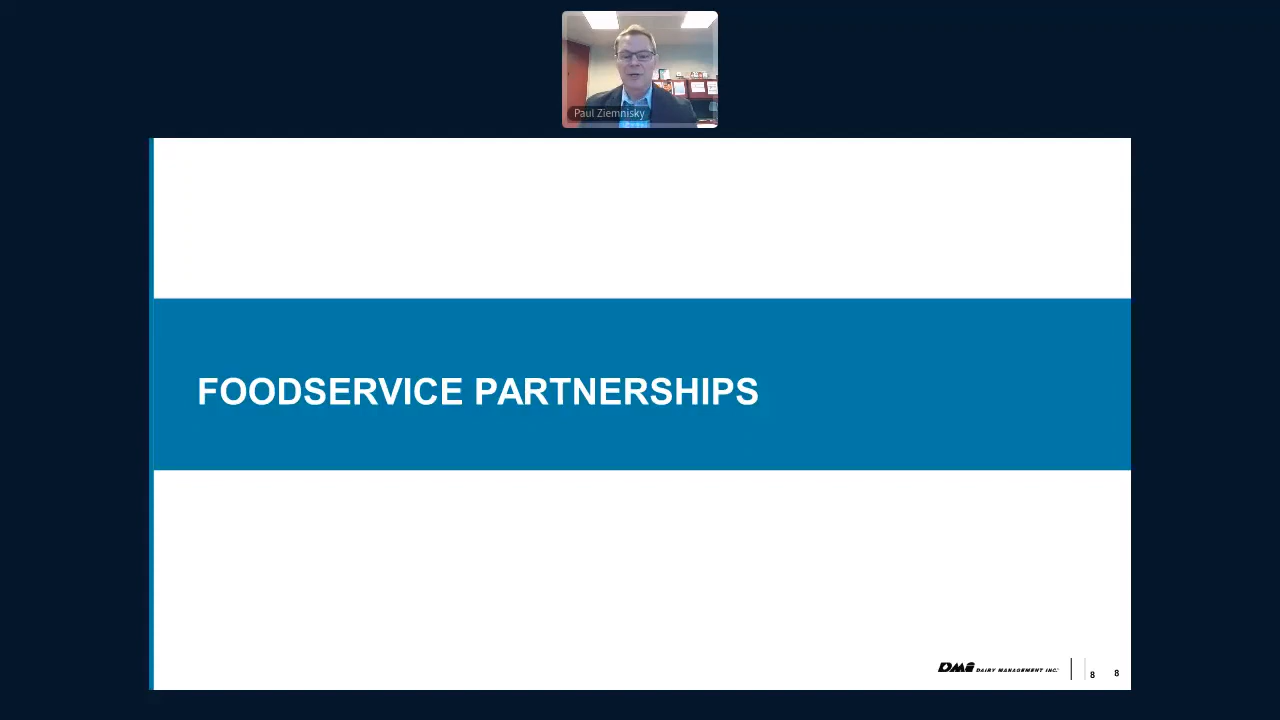 Paul Ziemnisky
FOODSERVICE PARTNERSHIPS
DMI DAIRY MANAGEMENT INC.
8
8